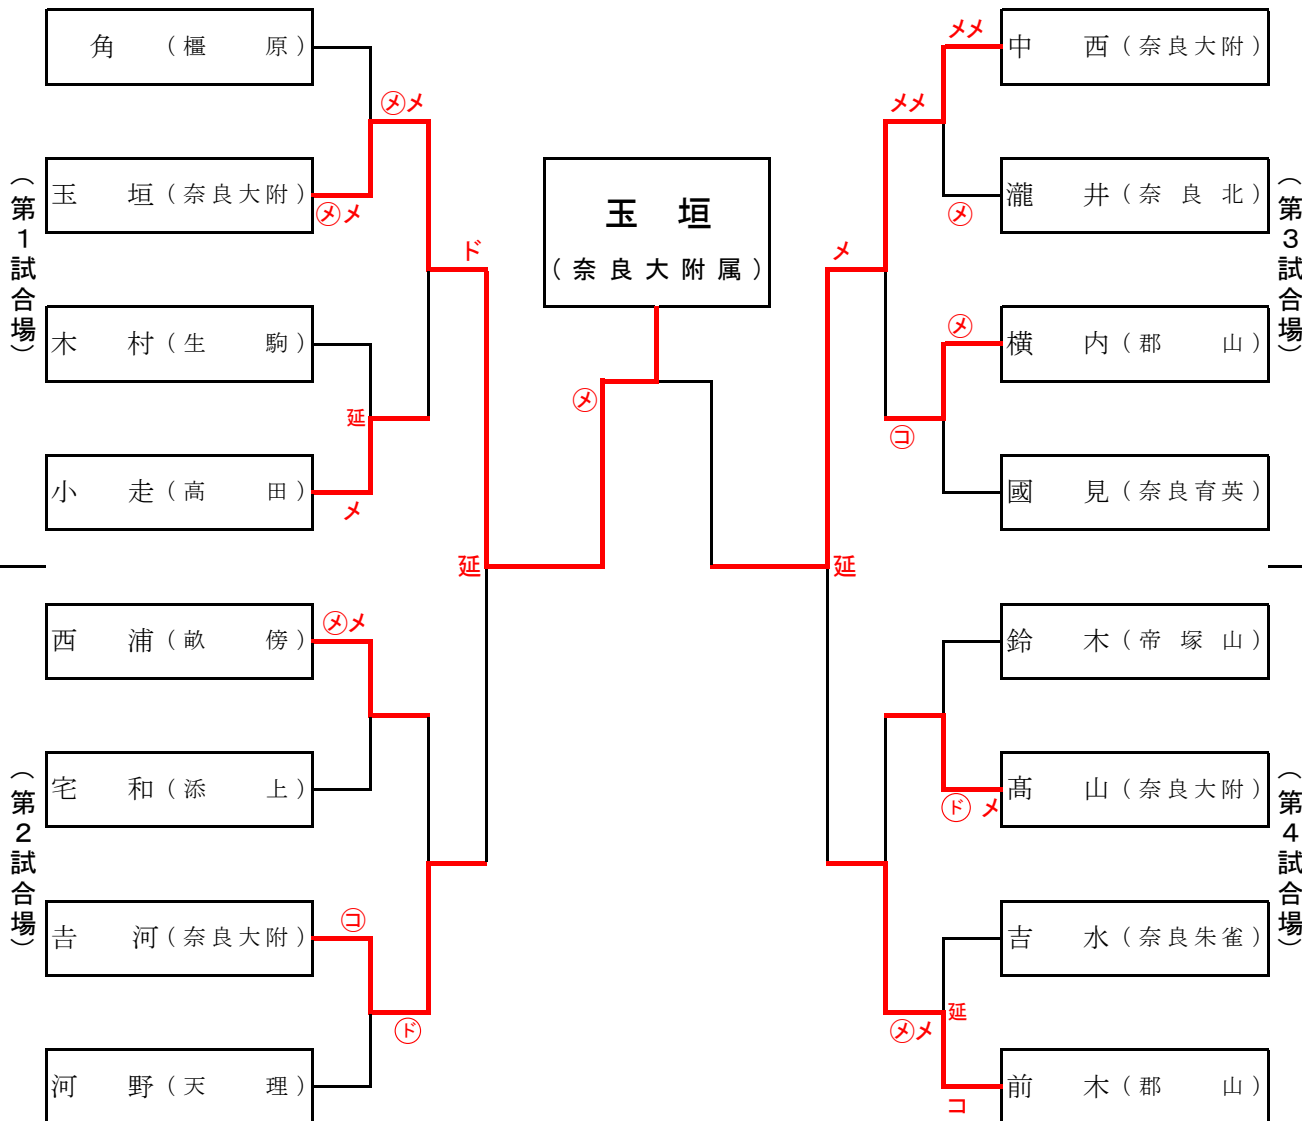 角 （橿 原）
㋱メ
玉 垣（奈良大附）
㋱メ
（第１試合場）
ド
木 村（生 駒）
延
小 走（高 田）
メ
延
西 浦（畝 傍）
㋱メ
宅 和（添 上）
（第２試合場）
𠮷 河（奈良大附）
㋙
㋣゙
河 野（天 理）
玉 垣
（奈良大附属）
㋱
メメ
中 西（奈良大附）
メメ
瀧 井（奈 良 北）
㋱
（第３試合場）
メ
㋱
横 内（郡 山）
㋙
國 見（奈良育英）
延
鈴 木（帝 塚 山）
髙 山（奈良大附）
㋣゙ メ
（第４試合場）
吉 水（奈良朱雀）
延
㋱メ
前 木（郡 山）
コ